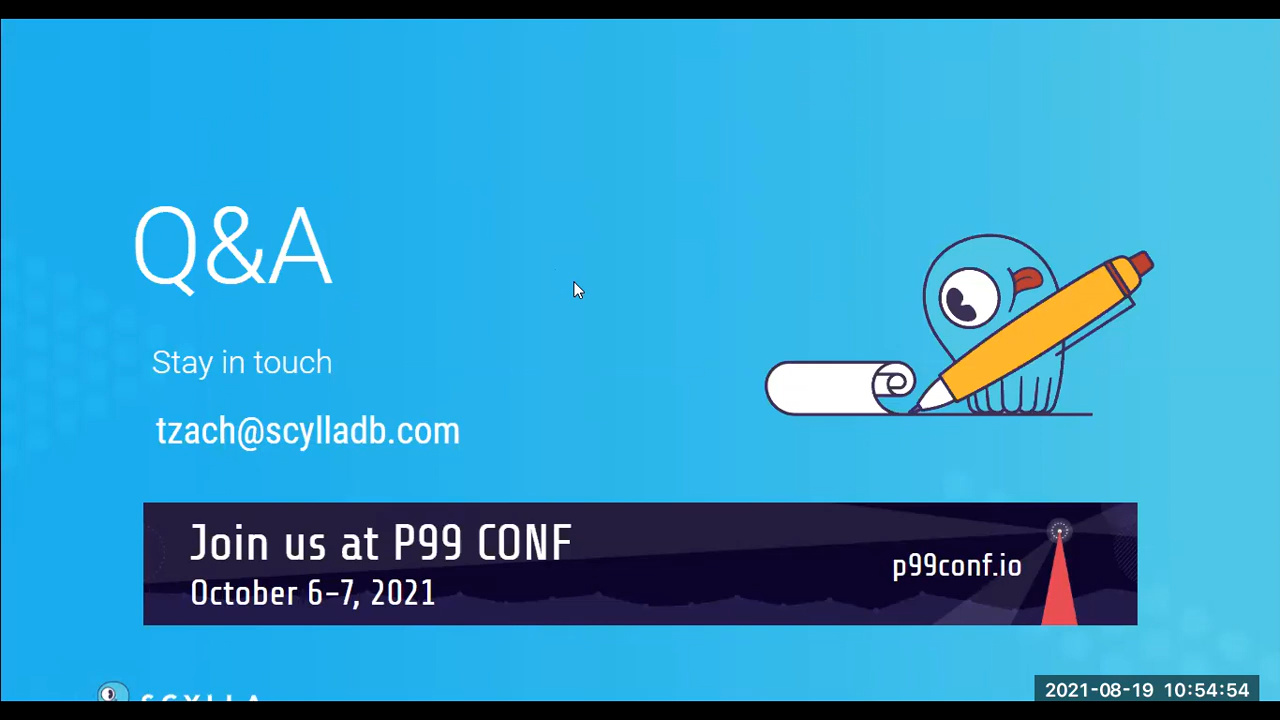 Q&A
Stay in touch
tzach@scylladb.com
Join us at P99 CONF
October 6-7, 2021
p99conf.io
SCYLLA
2021-08-19 10:54:54